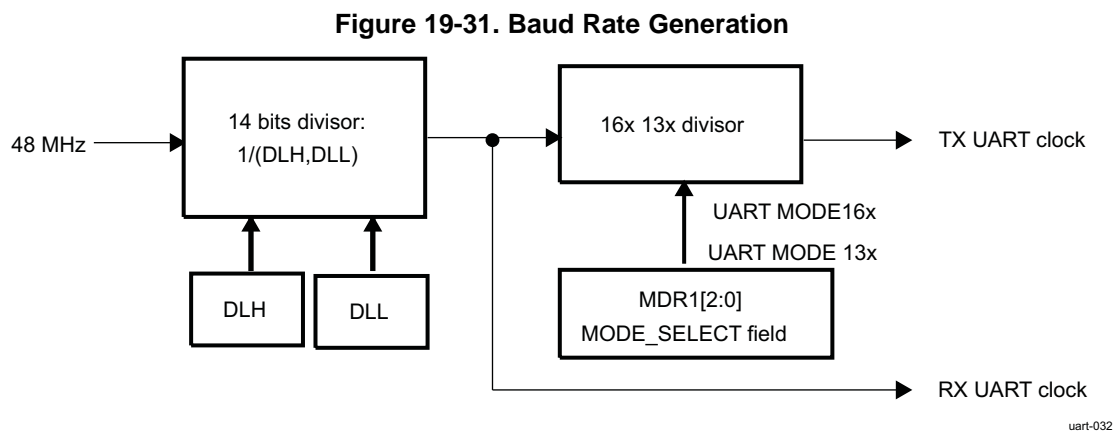 Figure 19-31. Baud Rate Generation
48 MHz
14 bits divisor:
1/(DLH,DLL)
16x 13x divisor
TX UART clock
UART MODE16x
UART MODE 13x
DLH
DLL
MDR1[2:0]
MODE_SELECT field
RX UART clock
uart-032